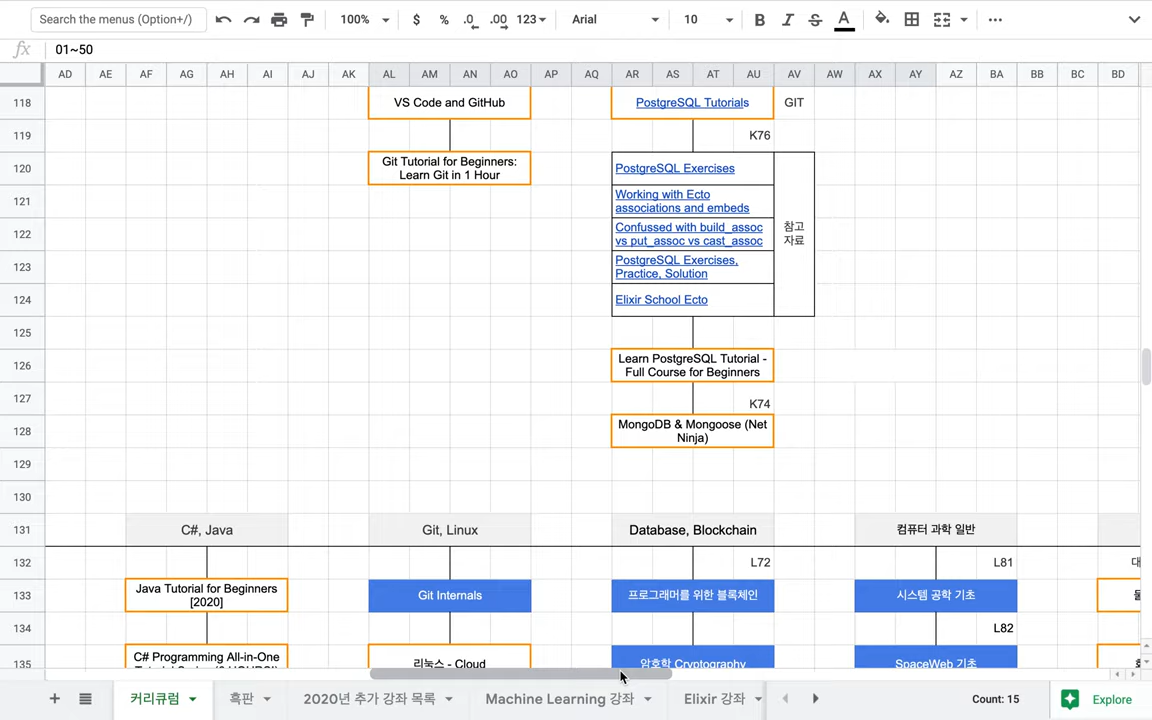 Search the menus (Option+/)
100%
$ % .0 .00 123
Arial
10
B I S A
fx 01~50
AD AE AF AG AH AI AJ AK AL AM AN AO AP AQ AR AS AT AU AV AW AX AY AZ BA BB BC BD
118 VS Code and GitHub PostgreSQL Tutorials GIT
119 K76
120 Git Tutorial for Beginners:
Learn Git in 1 Hour
PostgreSQL Exercises
121 Working with Ecto
associations and embeds
122 Confussed with build_assoc
vs put_assoc vs cast_assoc
참고
자료
123 PostgreSQL Exercises,
Practice, Solution
124 Elixir School Ecto
125
126 Learn PostgreSQL Tutorial -
Full Course for Beginners
127 K74
128 MongoDB & Mongoose (Net
Ninja)
129
130
131 C#, Java Git, Linux Database, Blockchain 컴퓨터 과학 일반
132 L72 L81
133 Java Tutorial for Beginners
[2020]
Git Internals 프로그래머를 위한 블록체인 시스템 공학 기초
134 L82
135 C# Programming All-in-One
리눅스 - Cloud 암호학 Cryptography SpaceWeb 기초
커리큘럼 흑판 2020년 추가 강좌 목록 Machine Learning 강좌 Elixir 강좌 Count: 15 Explore